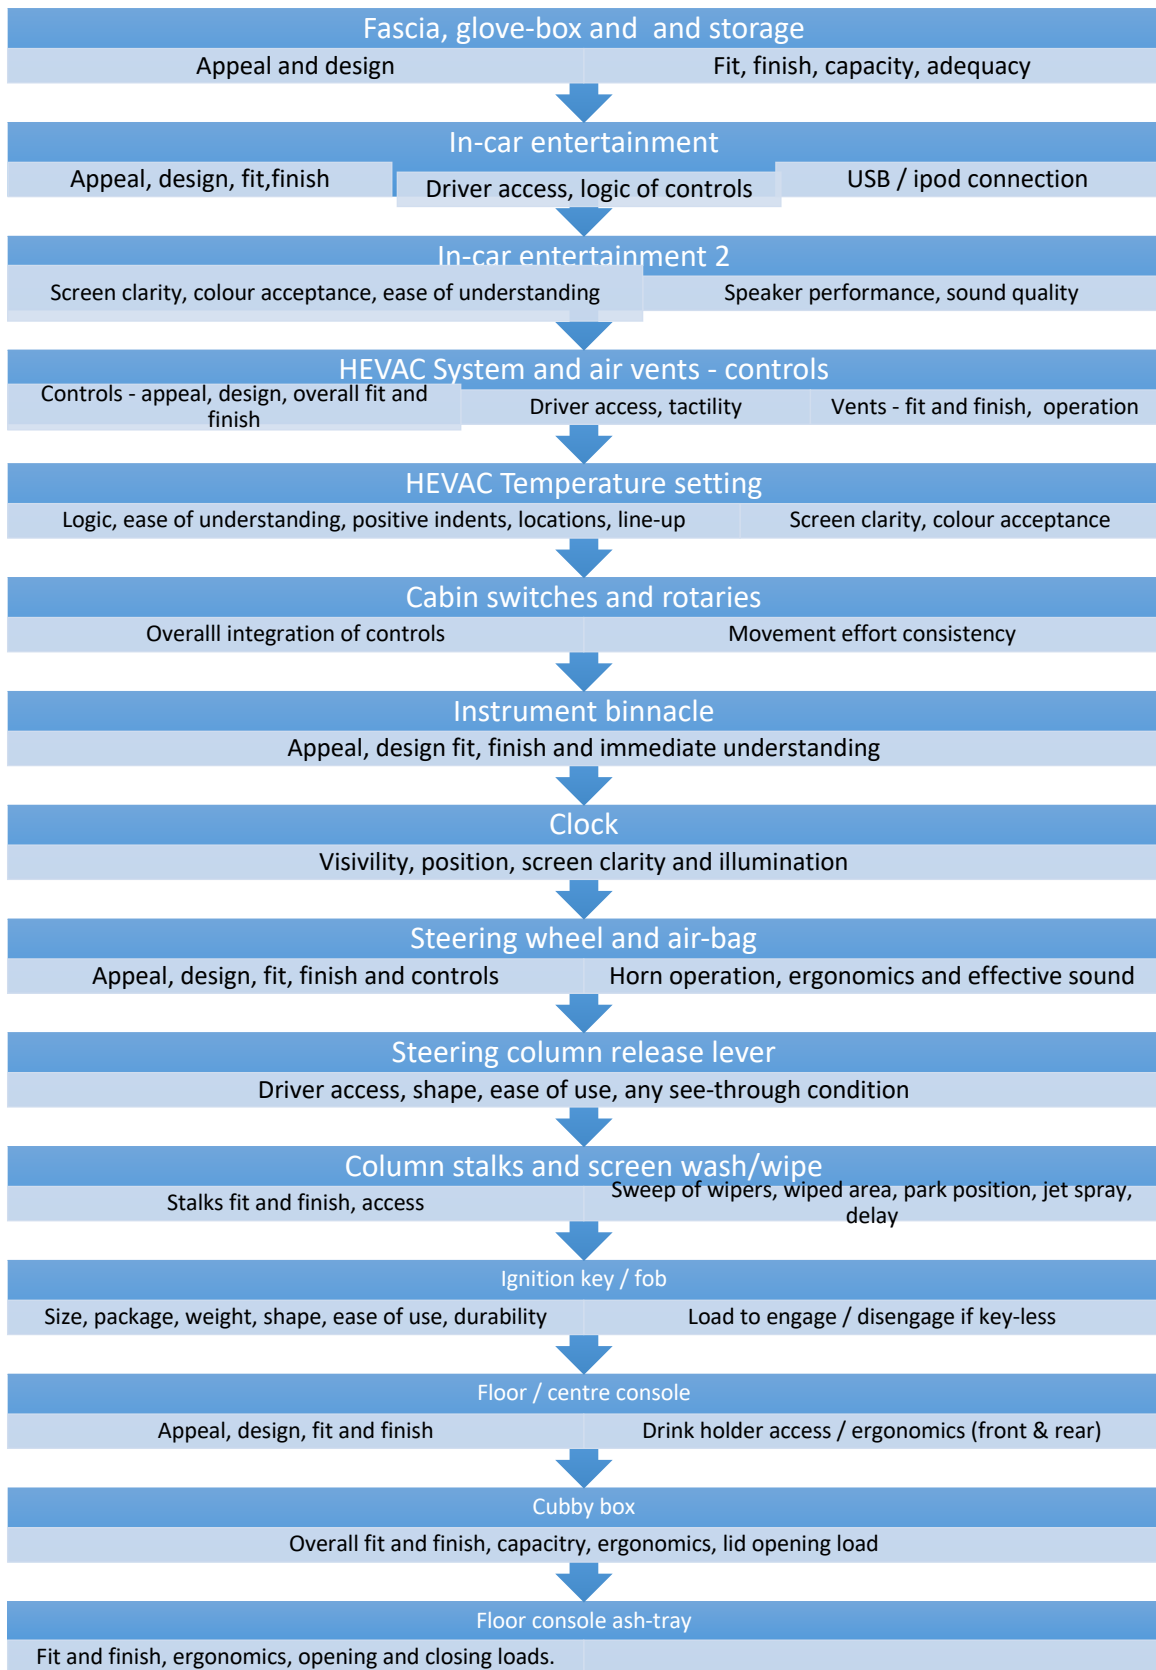 Fascia, glove-box and  and storage
Appeal and design
Fit, finish, capacity, adequacy
In-car entertainment
Appeal, design, fit,finish
Driver access, logic of controls
USB / ipod connection
In-car entertainment 2
Screen clarity, colour acceptance, ease of understanding
Speaker performance, sound quality
HEVAC System and air vents - controls
Controls - appeal, design, overall fit and
finish
Driver access, tactility
Vents - fit and finish,  operation
HEVAC Temperature setting
Logic, ease of understanding, positive indents, locations, line-up
Screen clarity, colour acceptance
Cabin switches and rotaries
Overalll integration of controls
Movement effort consistency
Instrument binnacle
Appeal, design fit, finish and immediate understanding
Clock
Visivility, position, screen clarity and illumination
Steering wheel and air-bag
Appeal, design, fit, finish and controls
Horn operation, ergonomics and effective sound
Steering column release lever
Driver access, shape, ease of use, any see-through condition
Column stalks and screen wash/wipe
Stalks fit and finish, access
Sweep of wipers, wiped area, park position, jet spray,
delay
Ignition key / fob
Size, package, weight, shape, ease of use, durability
Load to engage / disengage if key-less
Floor / centre console
Appeal, design, fit and finish
Drink holder access / ergonomics (front & rear)
Cubby box
Overall fit and finish, capacitry, ergonomics, lid opening load
Floor console ash-tray
Fit and finish, ergonomics, opening and closing loads.